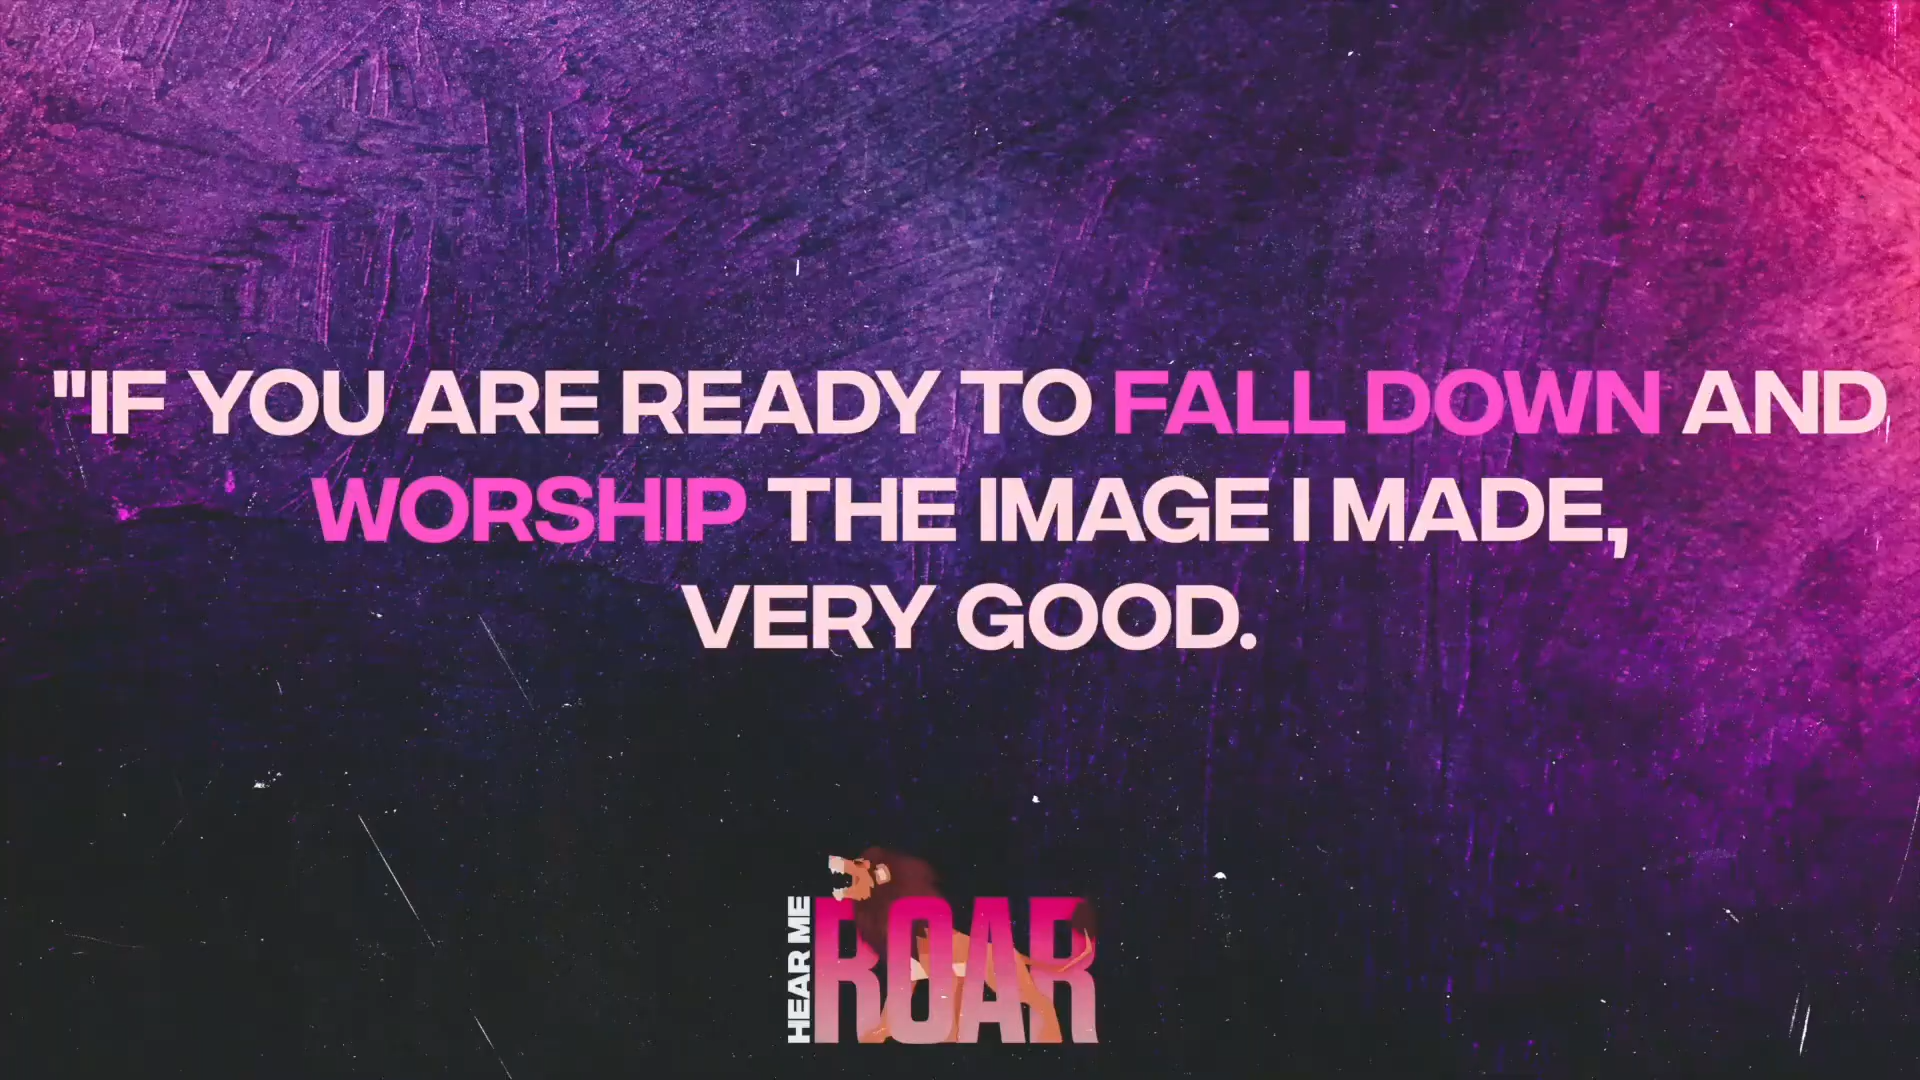 "IF YOU ARE READY TO FALL DOWN AND
WORSHIP THE IMAGE I MADE,
VERY GOOD.
HEAR ME
ROAR